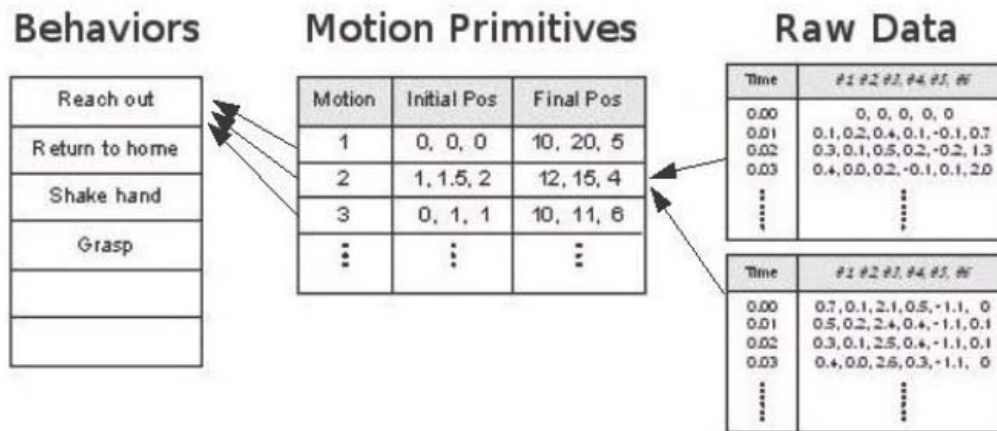 Behaviors
Motion Primitives
Raw Data
Reach out
Return to home
Shake hand
Grasp
Motion Initial Pos Final Pos
1 0, 0, 0 10, 20, 5
2 1, 1.5, 2 12, 15, 4
3 0, 1, 1 10, 11, 6
Time #1 #2 #3, #4, #5, #6
0.00 0, 0, 0, 0, 0
0.01 0.1, 0.2, 0.4, 0.1, -0.1, 0.7
0.02 0.3, 0.1, 0.5, 0.2, -0.2, 1.3
0.03 0.4, 0.0, 0.2, -0.1, 0.1, 2.0
Time #1 #2 #3, #4, #5, #6
0.00 0.7, 0.1, 2.1, 0.5, -1.1, 0
0.01 0.5, 0.2, 2.4, 0.4, -1.1, 0.1
0.02 0.3, 0.1, 2.5, 0.4, -1.1, 0.1
0.03 0.4, 0.0, 2.6, 0.3, -1.1, 0